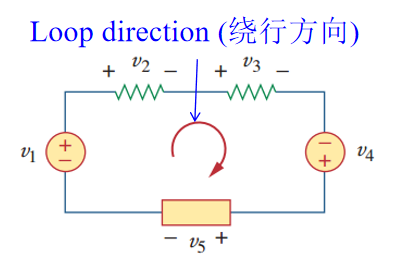 Loop direction (绕行方向)
+ v2 − + v3 −
v1 + − − + v4
− v5 +